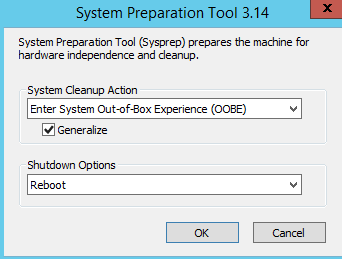 System Preparation Tool 3.14
x
System Preparation Tool (Sysprep) prepares the machine for
hardware independence and cleanup.
System Cleanup Action
Enter System Out-of-Box Experience (OOBE)
Generalize
Shutdown Options
Reboot
OK Cancel